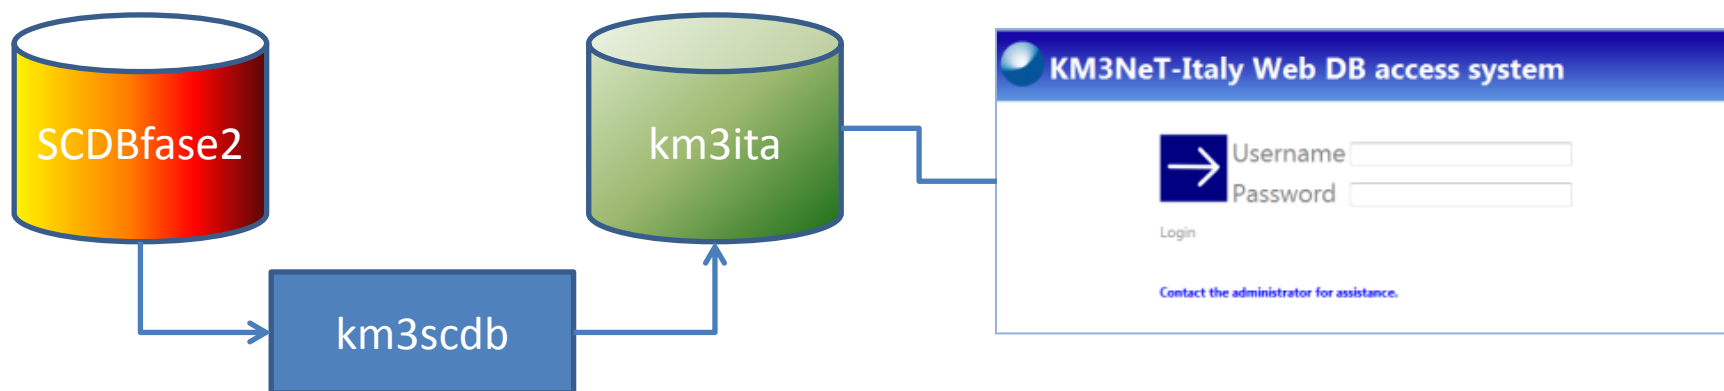 SCDBfase2
km3ita
km3scdb
KM3NeT-Italy Web DB access system
Username
Password
Login
Contact the administrator for assistance.